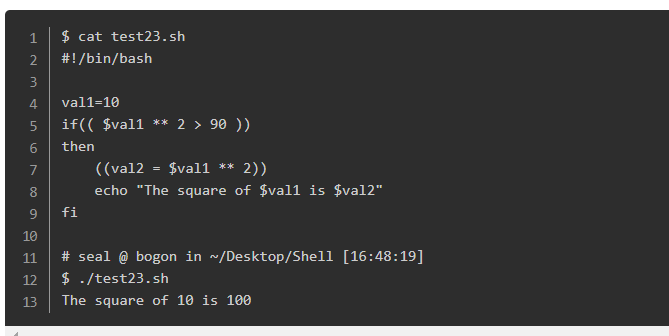 1 $ cat test23.sh
2 #!/bin/bash
3
4 val1=10
5 if(( $val1 ** 2 > 90 ))
6 then
7     ((val2 = $val1 ** 2))
8     echo "The square of $val1 is $val2"
9 fi
10
11 # seal @ bogon in ~/Desktop/Shell [16:48:19]
12 $ ./test23.sh
13 The square of 10 is 100